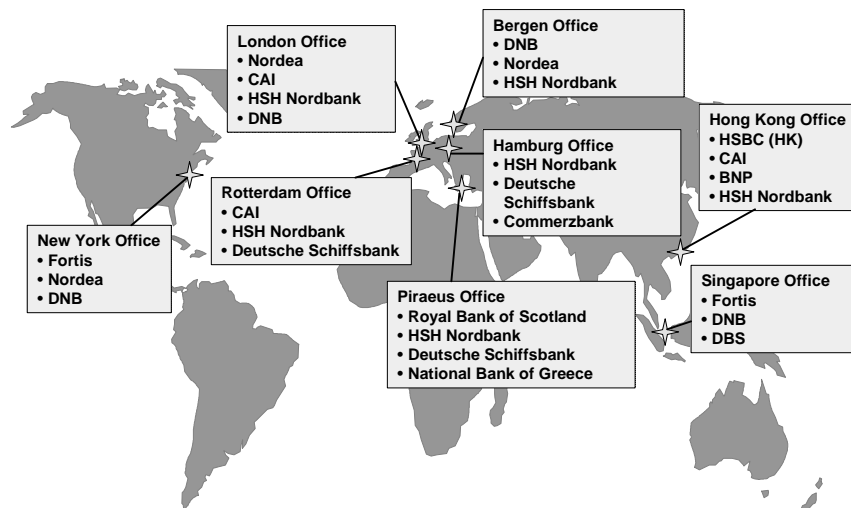 London Office
• Nordea
• CAI
• HSH Nordbank
• DNB
Bergen Office
• DNB
• Nordea
• HSH Nordbank
Hong Kong Office
• HSBC (HK)
• CAI
• BNP
• HSH Nordbank
Hamburg Office
• HSH Nordbank
• Deutsche
Schiffsbank
• Commerzbank
Rotterdam Office
• CAI
• HSH Nordbank
• Deutsche Schiffsbank
New York Office
• Fortis
• Nordea
• DNB
Piraeus Office
• Royal Bank of Scotland
• HSH Nordbank
• Deutsche Schiffsbank
• National Bank of Greece
Singapore Office
• Fortis
• DNB
• DBS